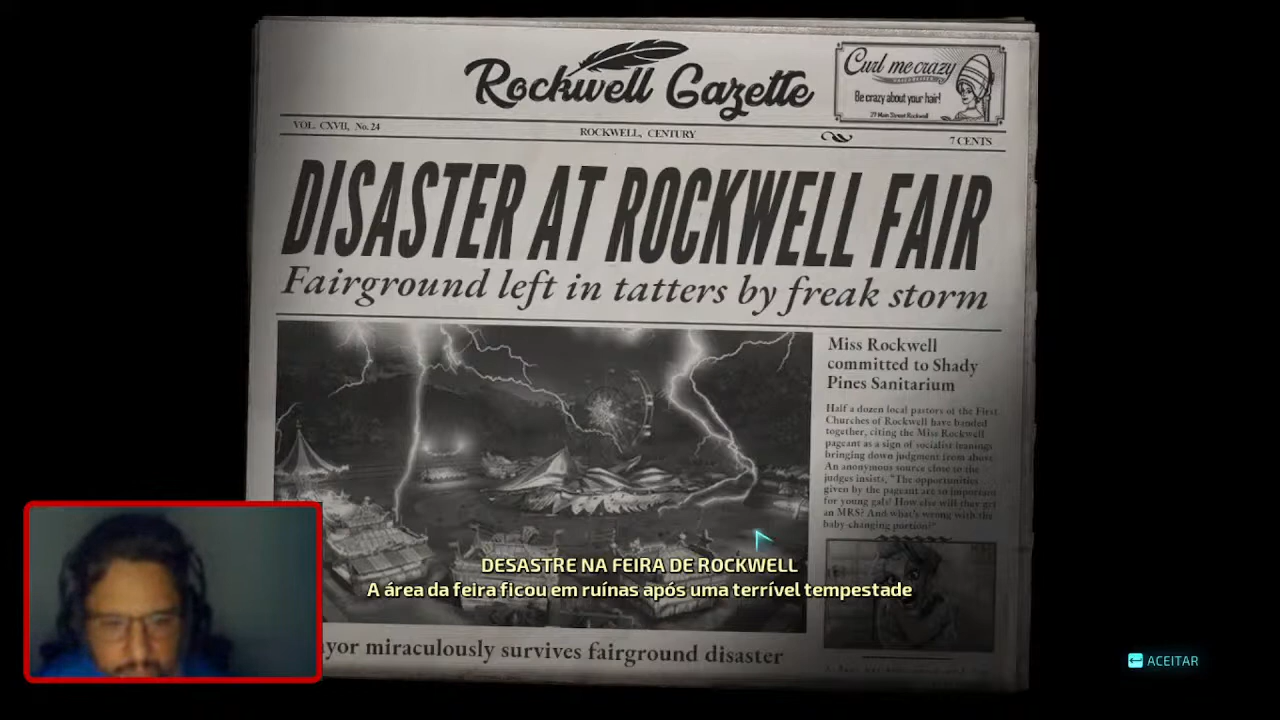 Rockwell Gazette
Curl me crazy
Be crazy about your hair!
27 Main Street Rockwell
VOL. CXVII, No. 24
ROCKWELL, CENTURY
7 CENTS
DISASTER AT ROCKWELL FAIR
Fairground left in tatters by freak storm
Miss Rockwell
committed to Shady
Pines Sanitarium
Half a dozen local pastors of the First
Churches of Rockwell have banded
together, citing the Miss Rockwell
pageant as a sign of socialist leanings
bringing down judgment from above.
An anonymous source close to the
judges insists, "The opportunities
given by the pageant are so important
for young gals! How else will they get
an MRS? And what's wrong with the
baby-changing portion?"
DESASTRE NA FEIRA DE ROCKWELL
A área da feira ficou em ruínas após uma terrível tempestade
miraculously survives fairground disaster
ACEITAR